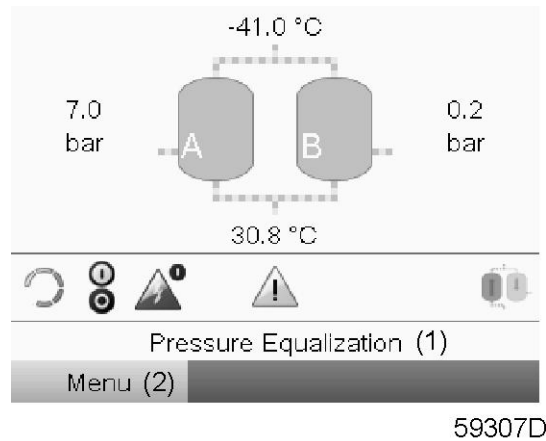 -41.0 °C
7.0
bar
A
B
0.2
bar
30.8 °C
Pressure Equalization (1)
Menu (2)
59307D